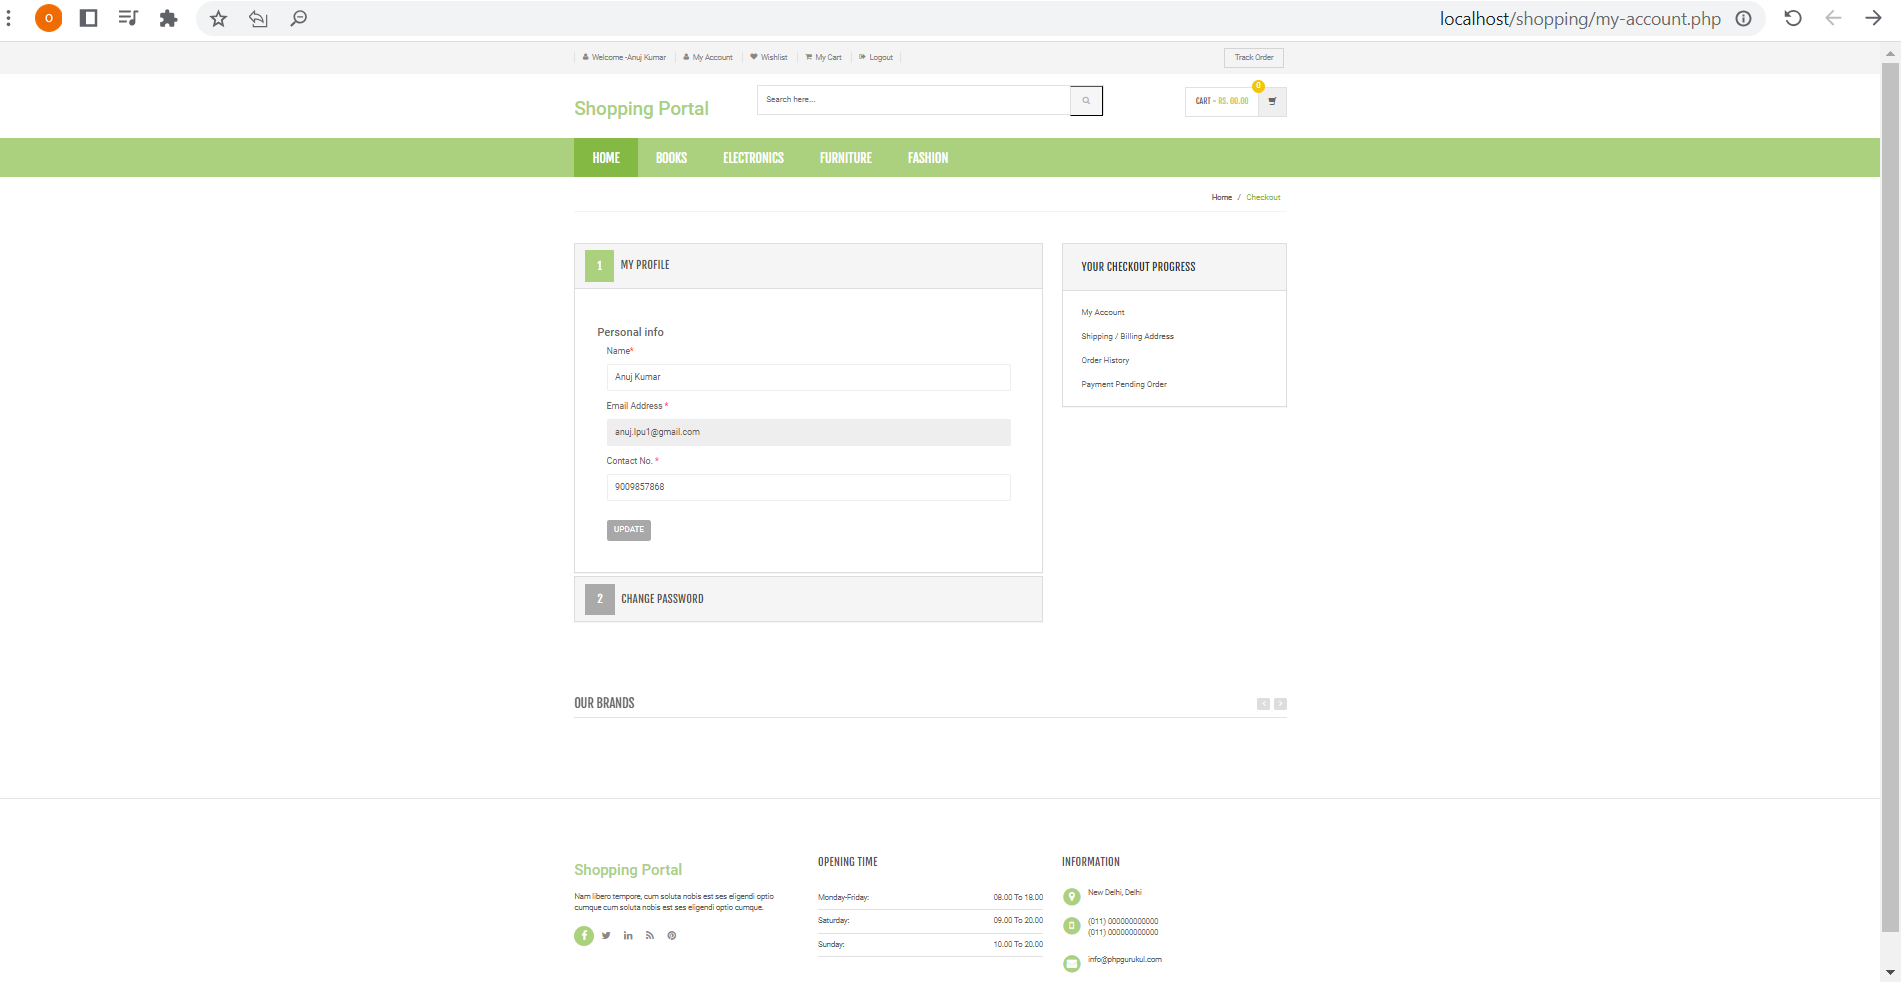 O
localhost/shopping/my-account.php
Welcome -Anuj Kumar
My Account
Wishlist
My Cart
Logout
Track Order
Shopping Portal
Search here...
CART - RS. 00.00
0
HOME
BOOKS
ELECTRONICS
FURNITURE
FASHION
Home / Checkout
1 MY PROFILE
Personal info
Name*
Anuj Kumar
Email Address *
anuj.lpu1@gmail.com
Contact No. *
9009857868
UPDATE
2 CHANGE PASSWORD
YOUR CHECKOUT PROGRESS
My Account
Shipping / Billing Address
Order History
Payment Pending Order
OUR BRANDS
Shopping Portal
Nam libero tempore, cum soluta nobis est ses eligendi optio
cumque cum soluta nobis est ses eligendi optio cumque.
OPENING TIME
Monday-Friday: 08.00 To 18.00
Saturday: 09.00 To 20.00
Sunday: 10.00 To 20.00
INFORMATION
New Delhi, Delhi
(011) 000000000000
(011) 000000000000
info@phpgurukul.com